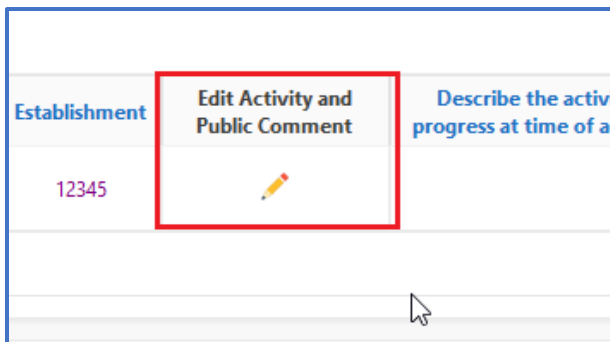 Establishment
Edit Activity and
Public Comment
Describe the activ
progress at time of a
12345